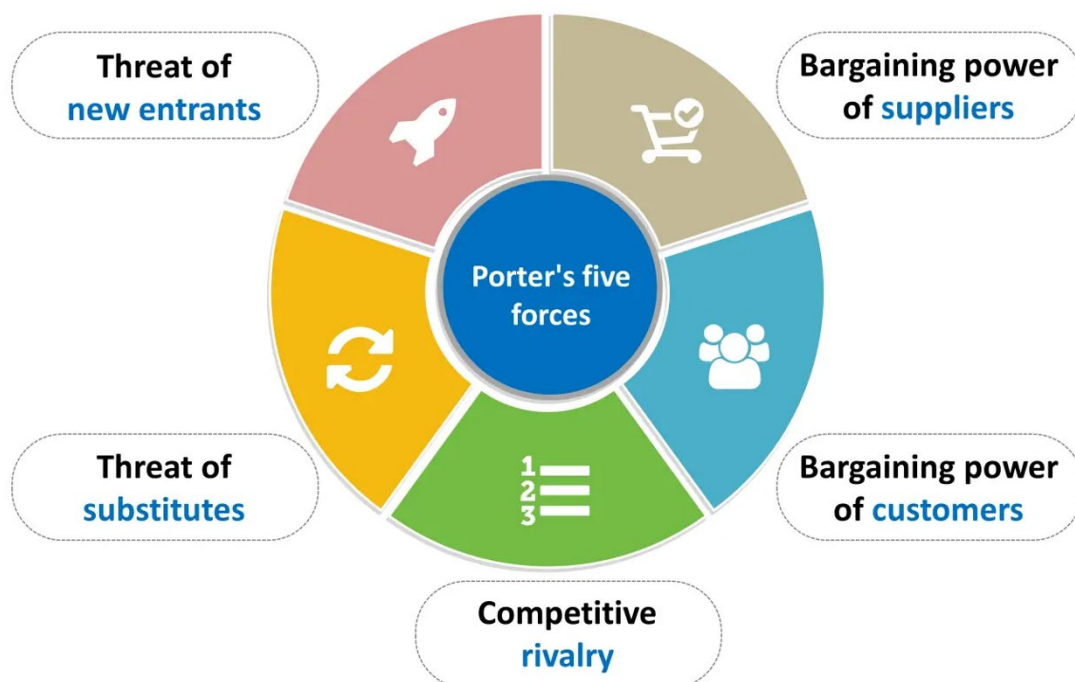 Threat of
new entrants
Bargaining power
of suppliers
Porter's five
forces
1
2
3
Threat of
substitutes
Bargaining power
of customers
Competitive
rivalry